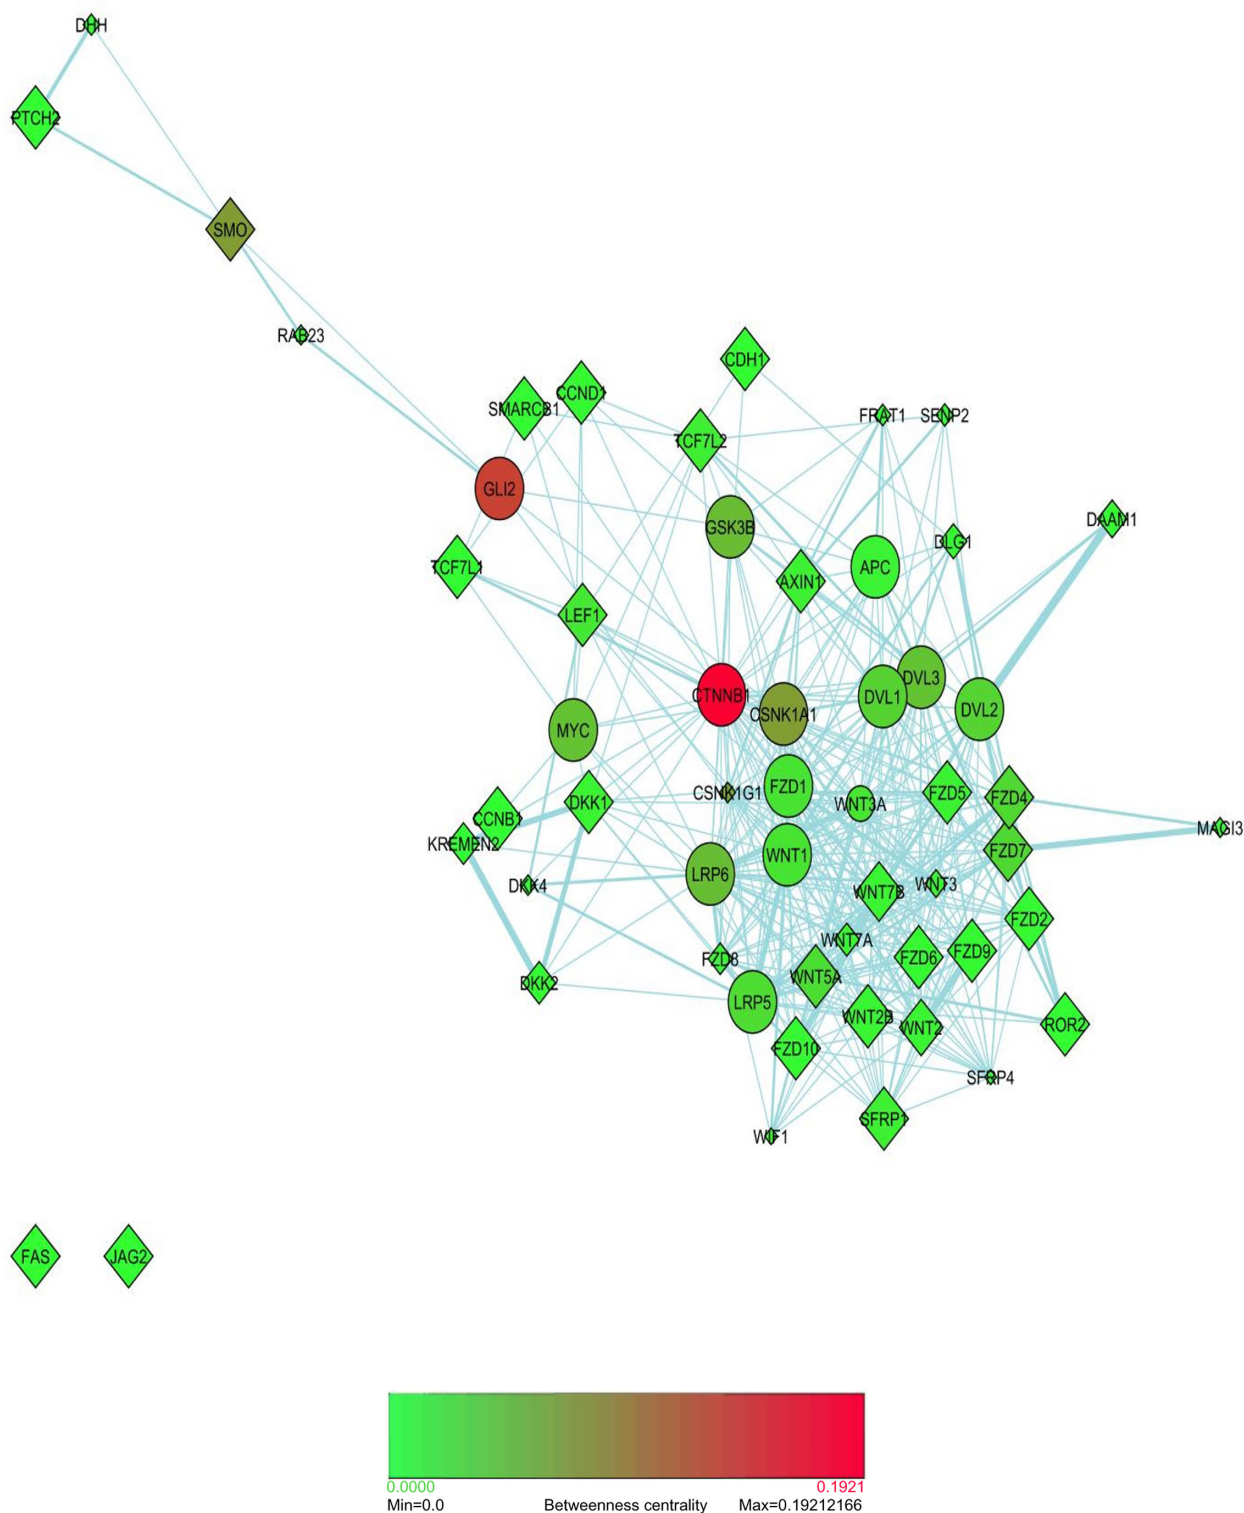 DHH
PTCH2
SMO
RAB23
CDH1
CCND1
SMARCB1
FRAT1
SENP2
TCF7L2
GLI2
GSK3B
DAAM1
DLG1
TCF7L1
APC
AXIN1
LEF1
DVL3
CTNNB1
DVL1
DVL2
CSNK1A1
MYC
FZD1
CSNK1G1
FZD5
FZD4
DKK1
WNT3A
CCNB1
MAGI3
KREMEN2
FZD7
WNT1
LRP6
DKK4
WNT3
WNT7B
FZD2
WNT7A
FZD9
FZD8
FZD6
WNT5A
DKK2
LRP5
WNT2B
ROR2
WNT2
FZD10
SFRP4
SFRP1
WIF1
FAS
JAG2
0.0000
0.1921
Min=0.0
Betweenness centrality
Max=0.19212166